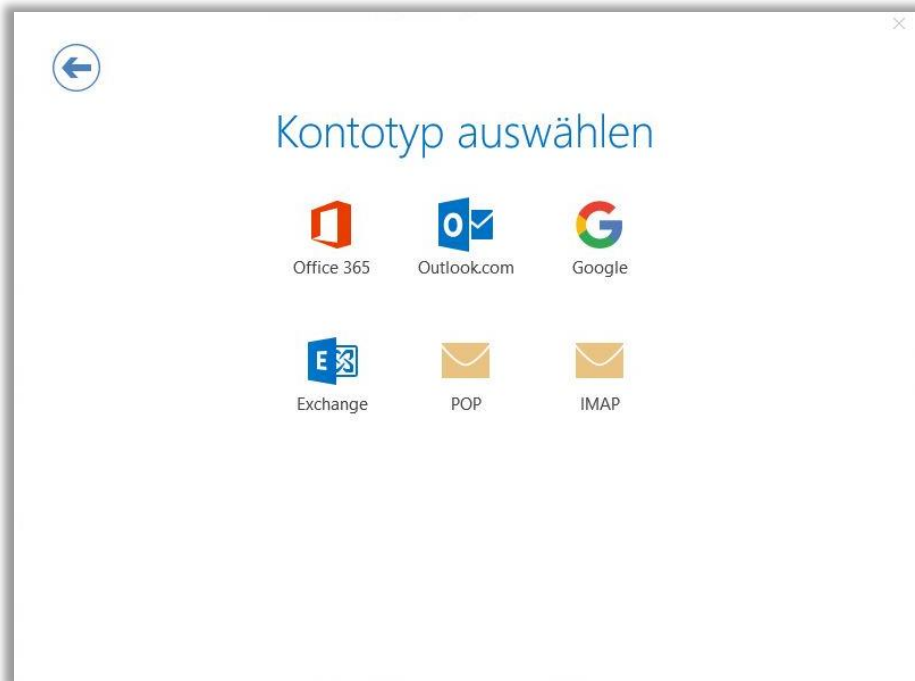 Kontotyp auswählen
Office 365
Outlook.com
Google
Exchange
POP
IMAP